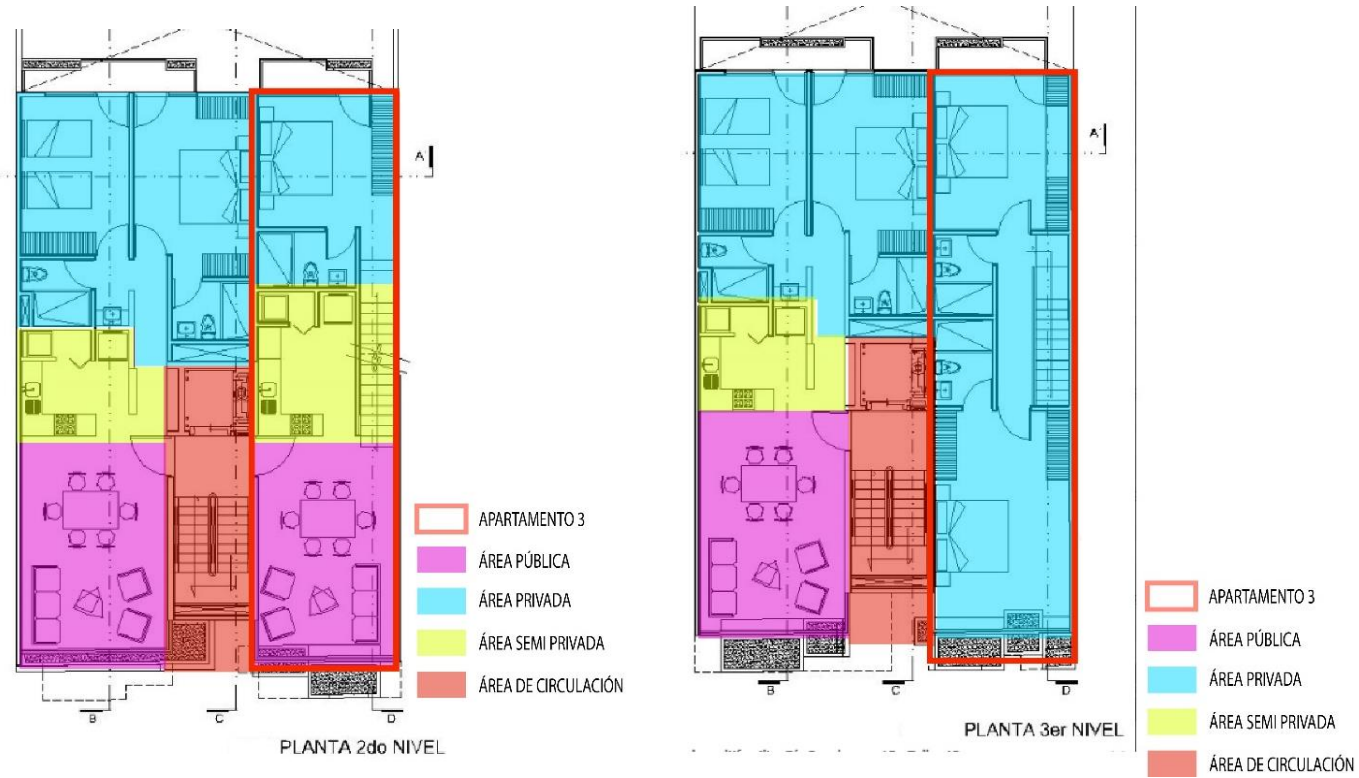 A
APARTAMENTO 3
ÁREA PÚBLICA
ÁREA PRIVADA
ÁREA SEMI PRIVADA
ÁREA DE CIRCULACIÓN
B
C
D
PLANTA 2do NIVEL
A'
B
C
D
PLANTA 3er NIVEL
APARTAMENTO 3
ÁREA PÚBLICA
ÁREA PRIVADA
ÁREA SEMI PRIVADA
ÁREA DE CIRCULACIÓN